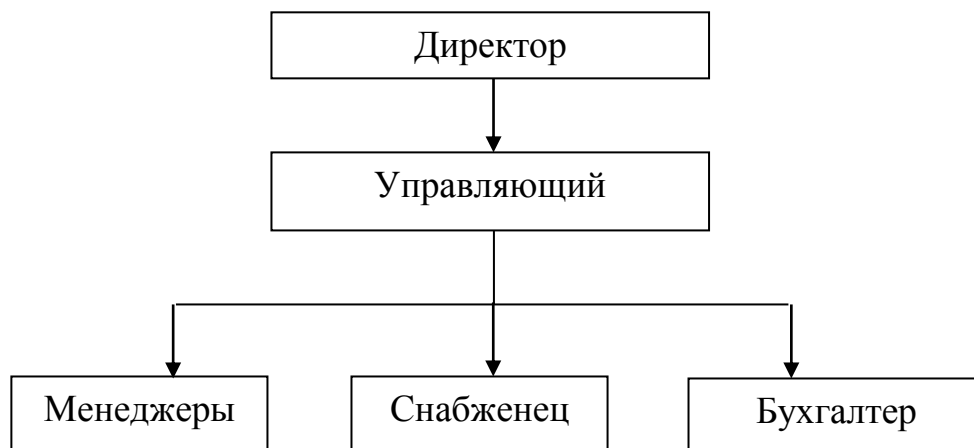 Директор
Управляющий
Менеджеры
Снабженец
Бухгалтер